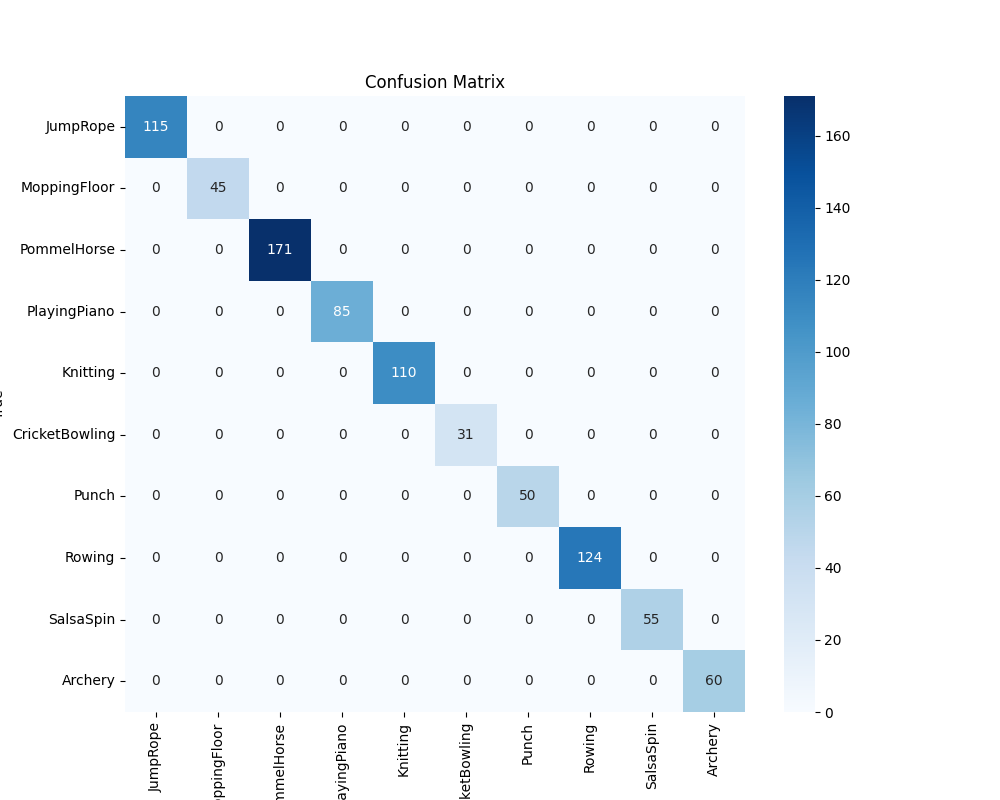 Confusion Matrix
JumpRope 115 0 0 0 0 0 0 0 0 0
MoppingFloor 0 45 0 0 0 0 0 0 0 0
PommelHorse 0 0 171 0 0 0 0 0 0 0
PlayingPiano 0 0 0 85 0 0 0 0 0 0
Knitting 0 0 0 0 110 0 0 0 0 0
CricketBowling 0 0 0 0 0 31 0 0 0 0
Punch 0 0 0 0 0 0 50 0 0 0
Rowing 0 0 0 0 0 0 0 124 0 0
SalsaSpin 0 0 0 0 0 0 0 0 55 0
Archery 0 0 0 0 0 0 0 0 0 60
JumpRope
oppingFloor
mmelHorse
ayingPiano
Knitting
ketBowling
Punch
Rowing
SalsaSpin
Archery
160
140
120
100
80
60
40
20
0